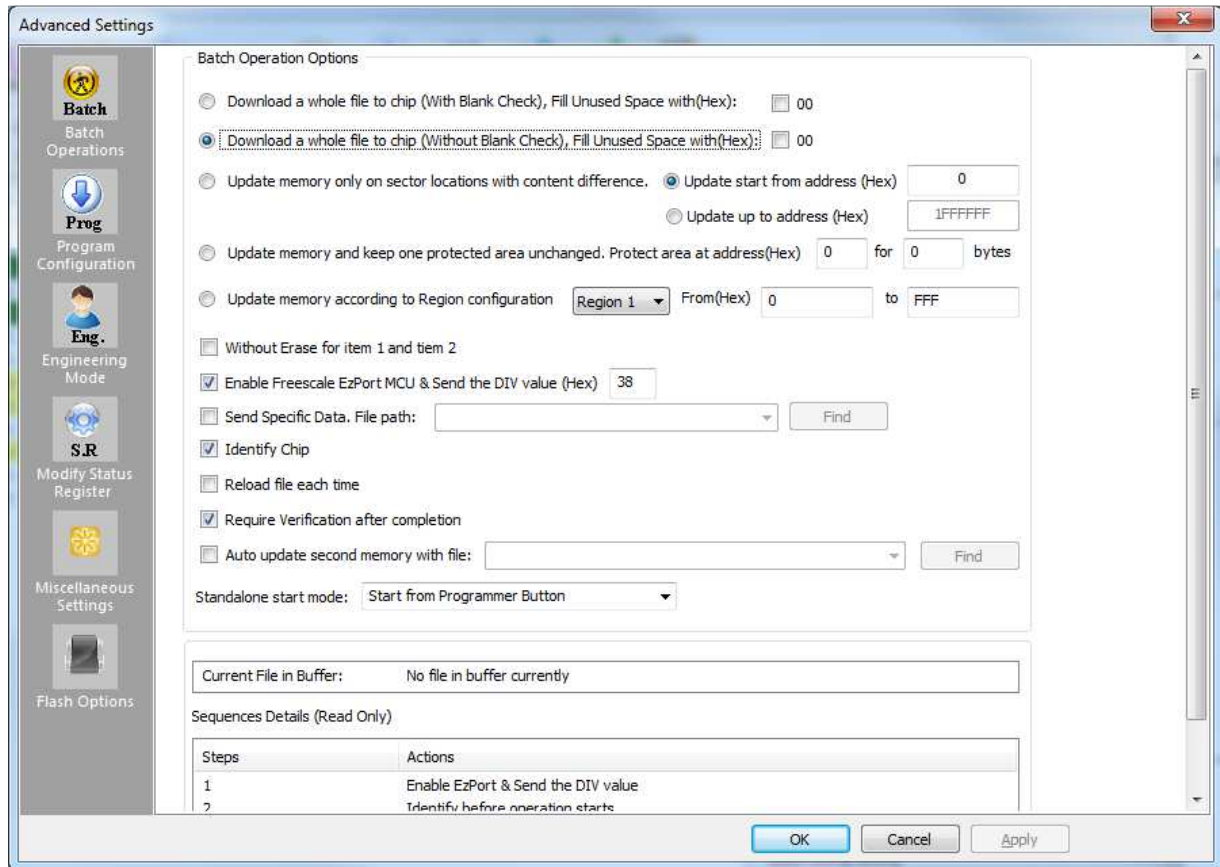 Advanced Settings
Batch
Batch
Operations
Prog
Program
Configuration
Eng.
Engineering
Mode
S.R
Modify Status
Register
Miscellaneous
Settings
Flash Options
Batch Operation Options
Download a whole file to chip (With Blank Check), Fill Unused Space with(Hex): 00
Download a whole file to chip (Without Blank Check), Fill Unused Space with(Hex): 00
Update memory only on sector locations with content difference. Update start from address (Hex) 0
Update up to address (Hex) 1FFFFFF
Update memory and keep one protected area unchanged. Protect area at address(Hex) 0 for 0 bytes
Update memory according to Region configuration Region 1 From(Hex) 0 to FFF
Without Erase for item 1 and tiem 2
Enable Freescale EzPort MCU & Send the DIV value (Hex) 38
Send Specific Data. File path: Find
Identify Chip
Reload file each time
Require Verification after completion
Auto update second memory with file: Find
Standalone start mode: Start from Programmer Button
Current File in Buffer: No file in buffer currently
Sequences Details (Read Only)
Steps Actions
1 Enable EzPort & Send the DIV value
2 Identify before operation starts
OK Cancel Apply